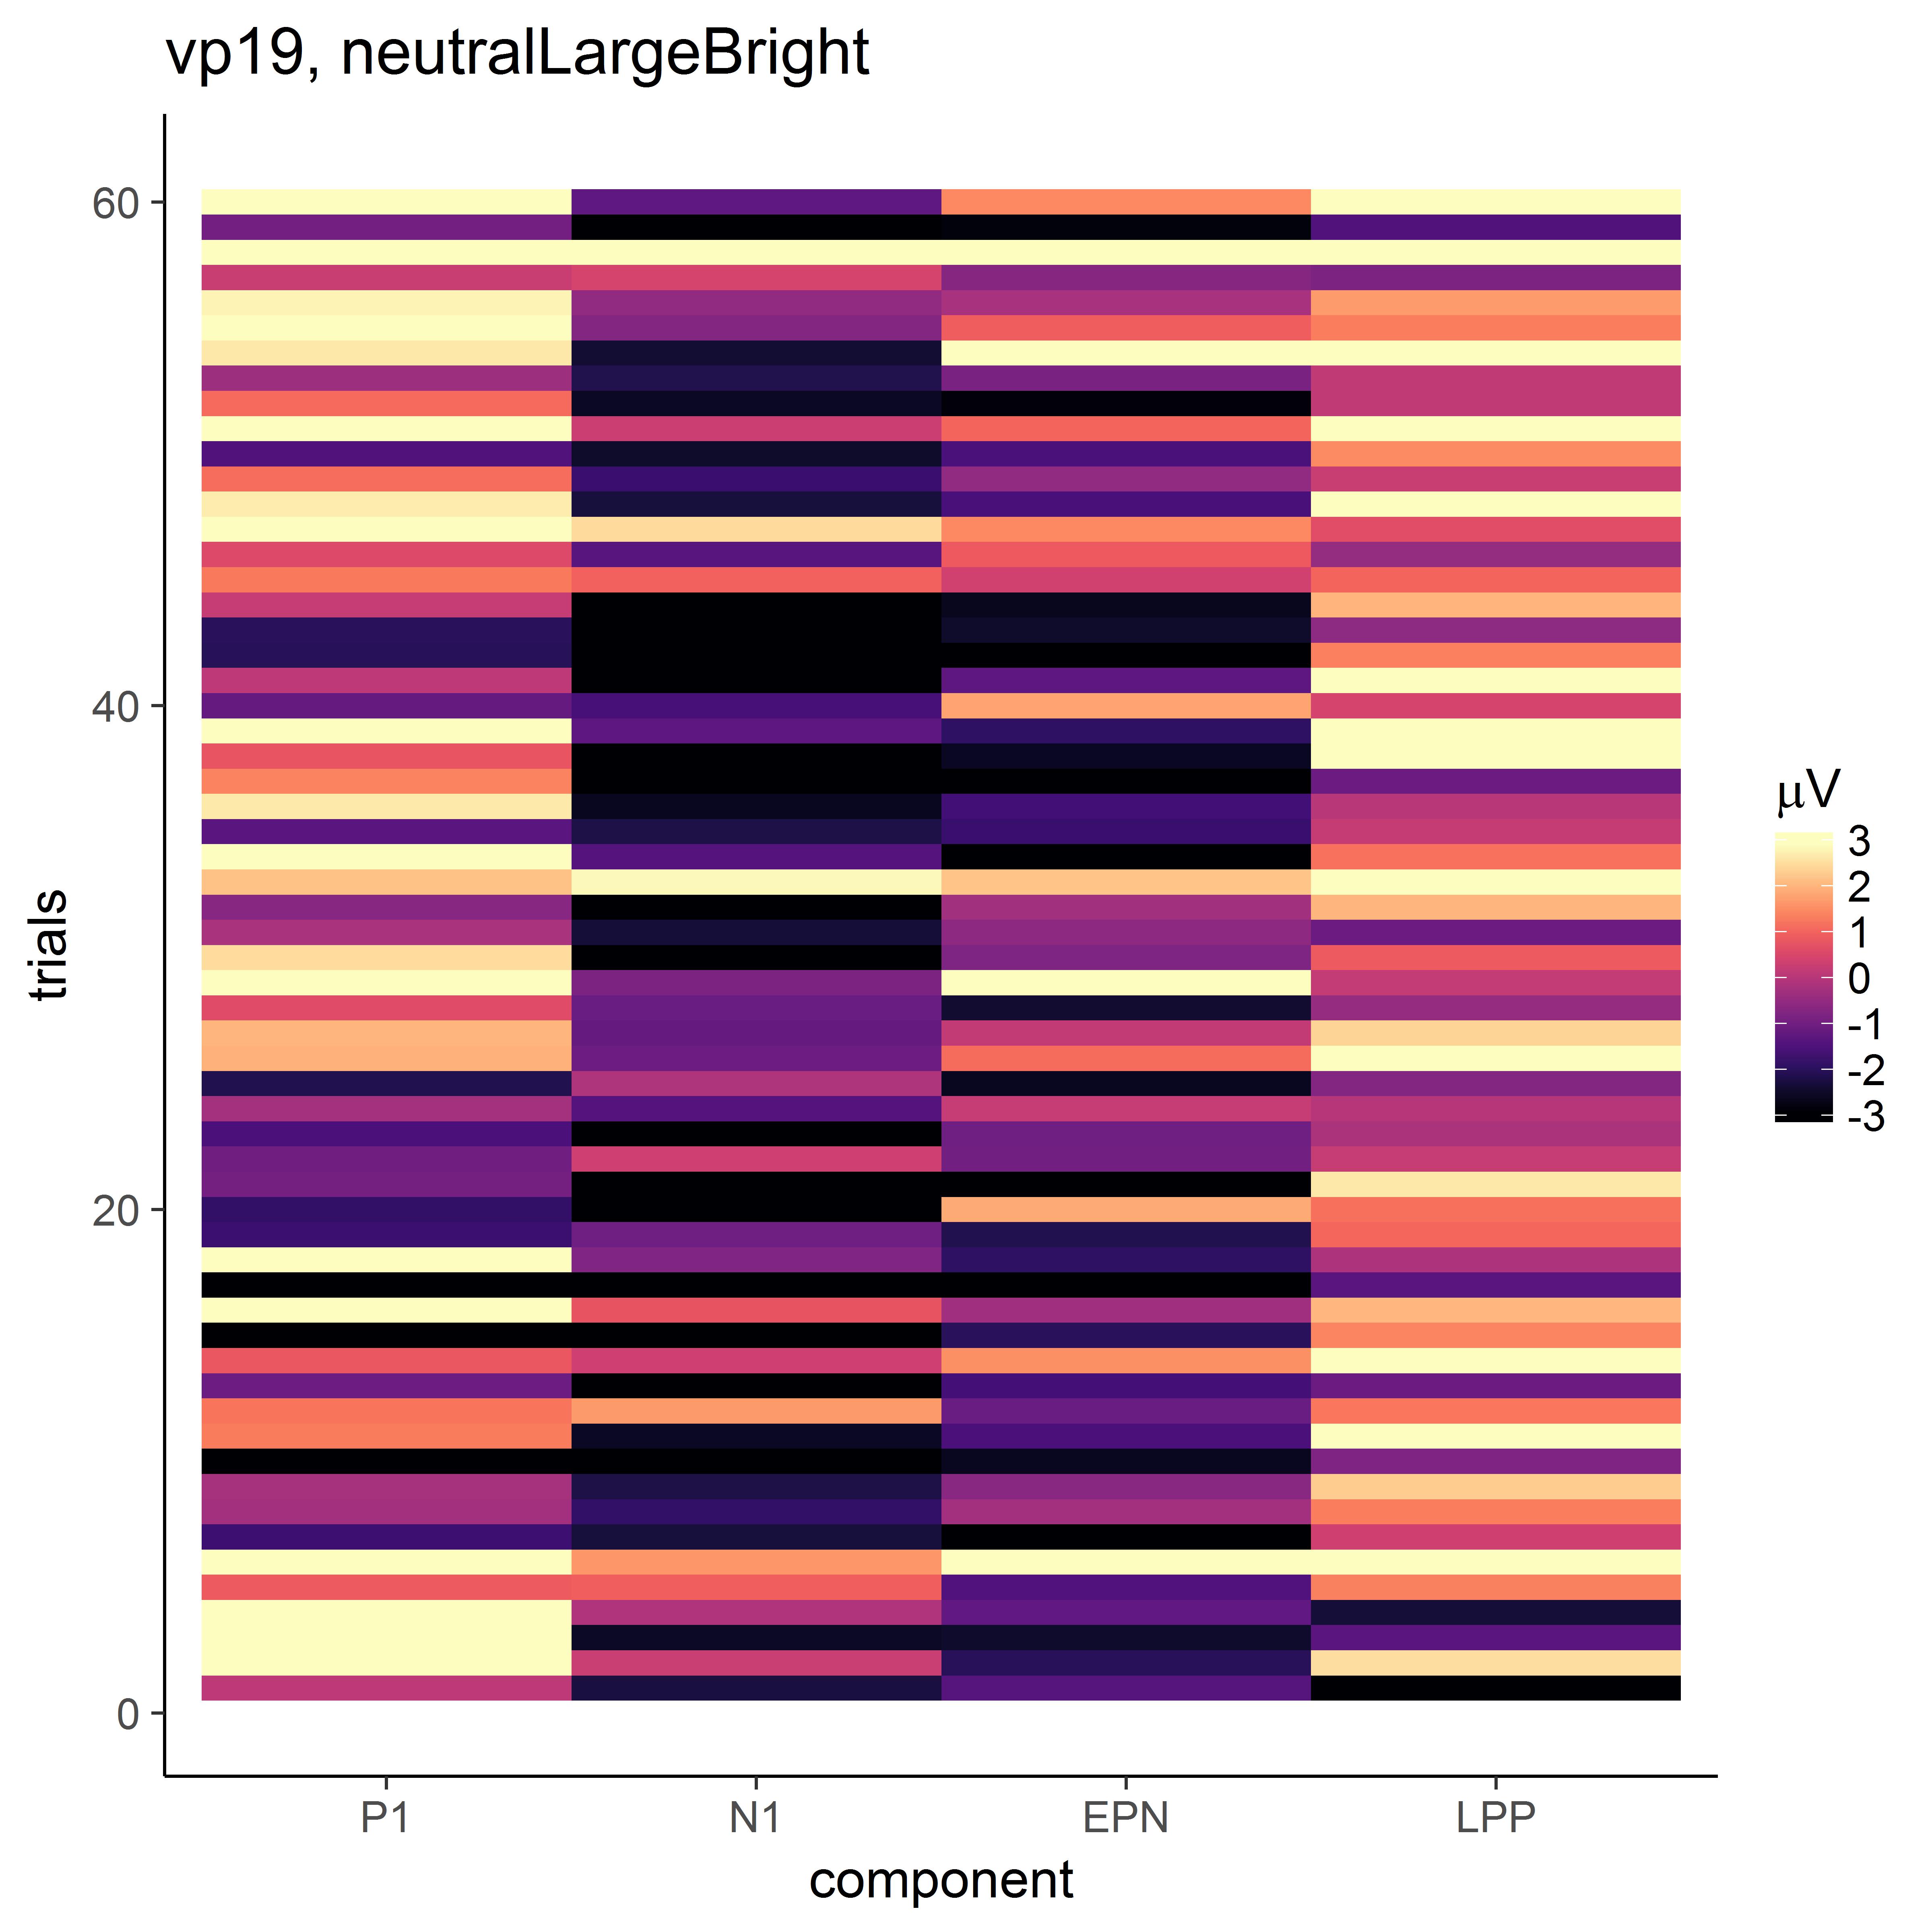 vp19, neutralLargeBright
60
40
20
0
trials
P1 N1 EPN LPP
component
μV
3
2
1
0
-1
-2
-3